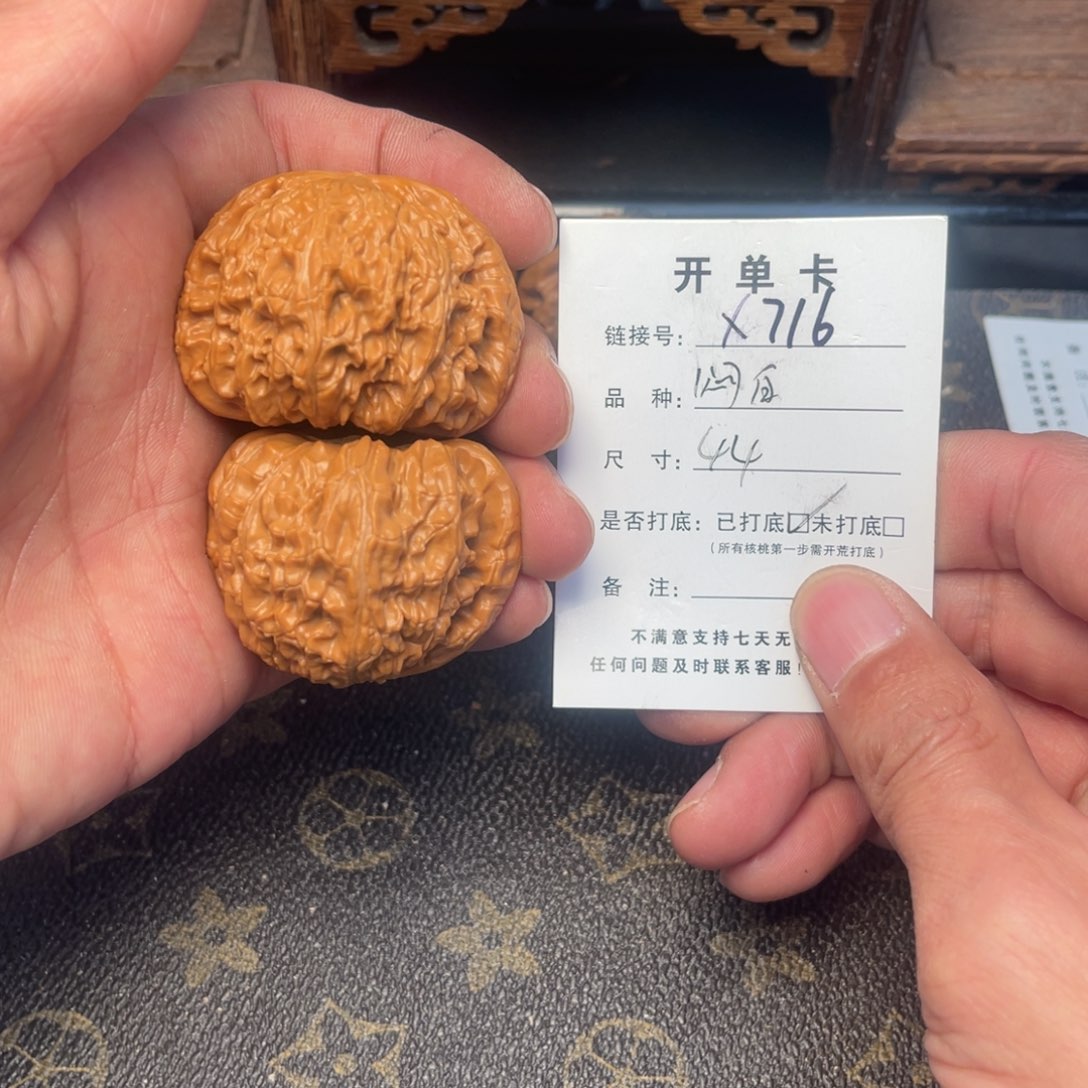 开单卡
链接号: X716
品 种: 闷
尺 寸: 44
是否打底: 已打底☑未打底□
(所有核桃第一步需开荒打底)
备 注:
不满意支持七天无
任何问题及时联系客服!